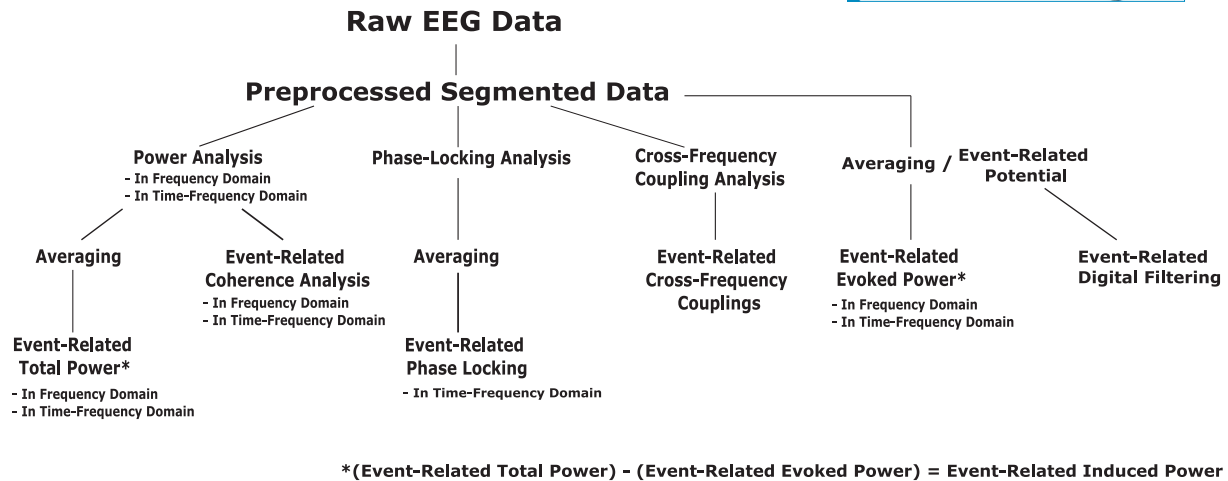 Raw EEG Data
Preprocessed Segmented Data
Power Analysis
- In Frequency Domain
- In Time-Frequency Domain
Phase-Locking Analysis
Cross-Frequency
Coupling Analysis
Averaging / Event-Related
Potential
Averaging
Event-Related
Coherence Analysis
- In Frequency Domain
- In Time-Frequency Domain
Averaging
Event-Related
Cross-Frequency
Couplings
Event-Related
Evoked Power*
- In Frequency Domain
- In Time-Frequency Domain
Event-Related
Digital Filtering
Event-Related
Total Power*
- In Frequency Domain
- In Time-Frequency Domain
Event-Related
Phase Locking
- In Time-Frequency Domain
*(Event-Related Total Power) - (Event-Related Evoked Power) = Event-Related Induced Power